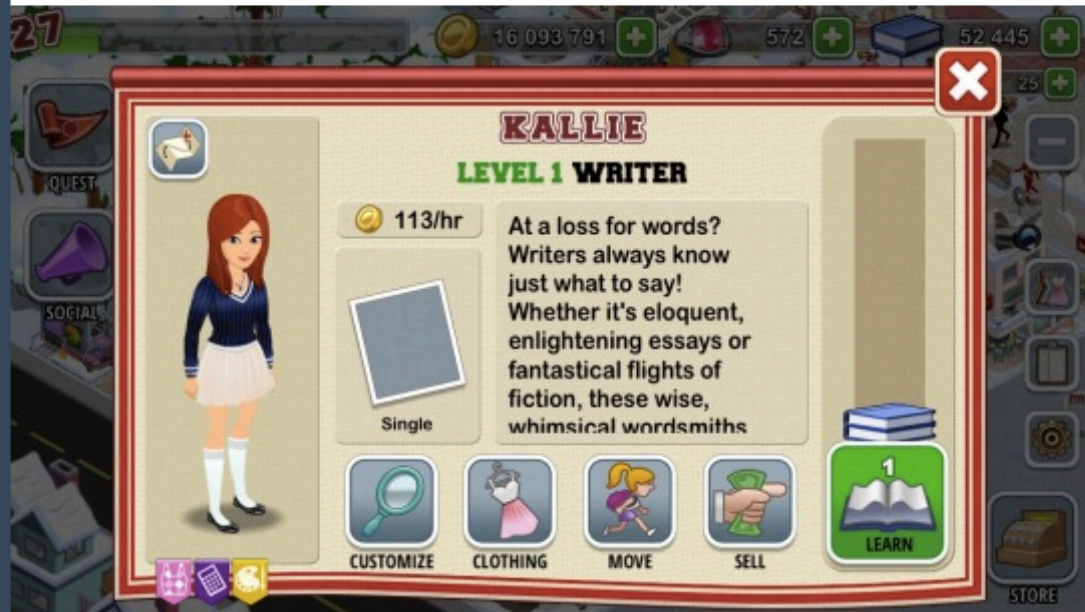 27
16 093 791
572
52 445
25
QUEST
SOCIAL
KALLIE
LEVEL 1 WRITER
113/hr
Single
At a loss for words?
Writers always know
just what to say!
Whether it's eloquent,
enlightening essays or
fantastical flights of
fiction, these wise,
whimsical wordsmiths
1
LEARN
CUSTOMIZE
CLOTHING
MOVE
SELL
STORE